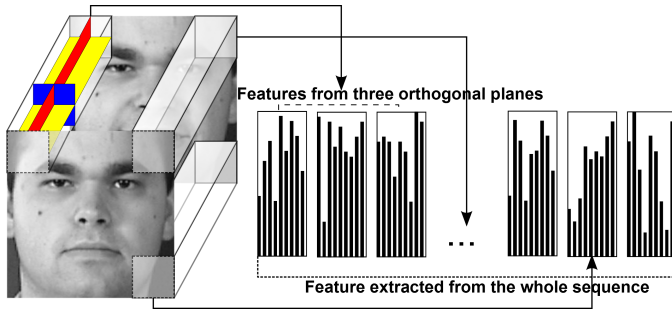 Features from three orthogonal planes
...
Feature extracted from the whole sequence